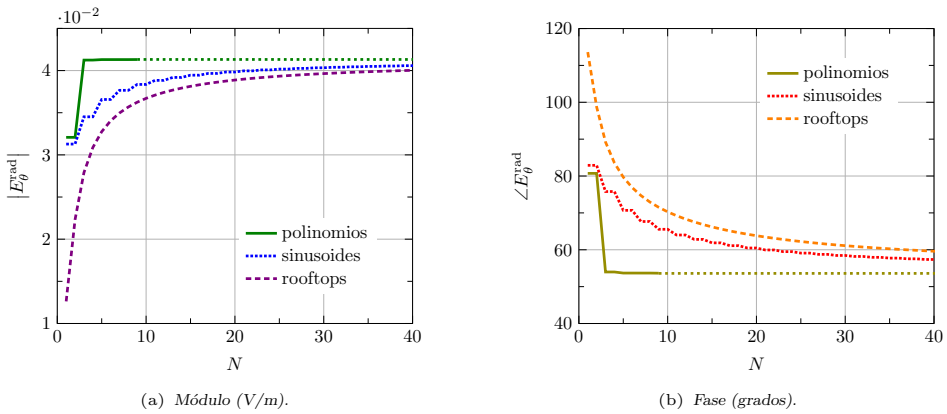 ·10⁻²
4
3
2
1
0
10
20
30
40
|E_θ^rad|
N
polinomios
sinusoides
rooftops
(a) Módulo (V/m).
120
100
80
60
40
0
10
20
30
40
∠E_θ^rad
N
polinomios
sinusoides
rooftops
(b) Fase (grados).